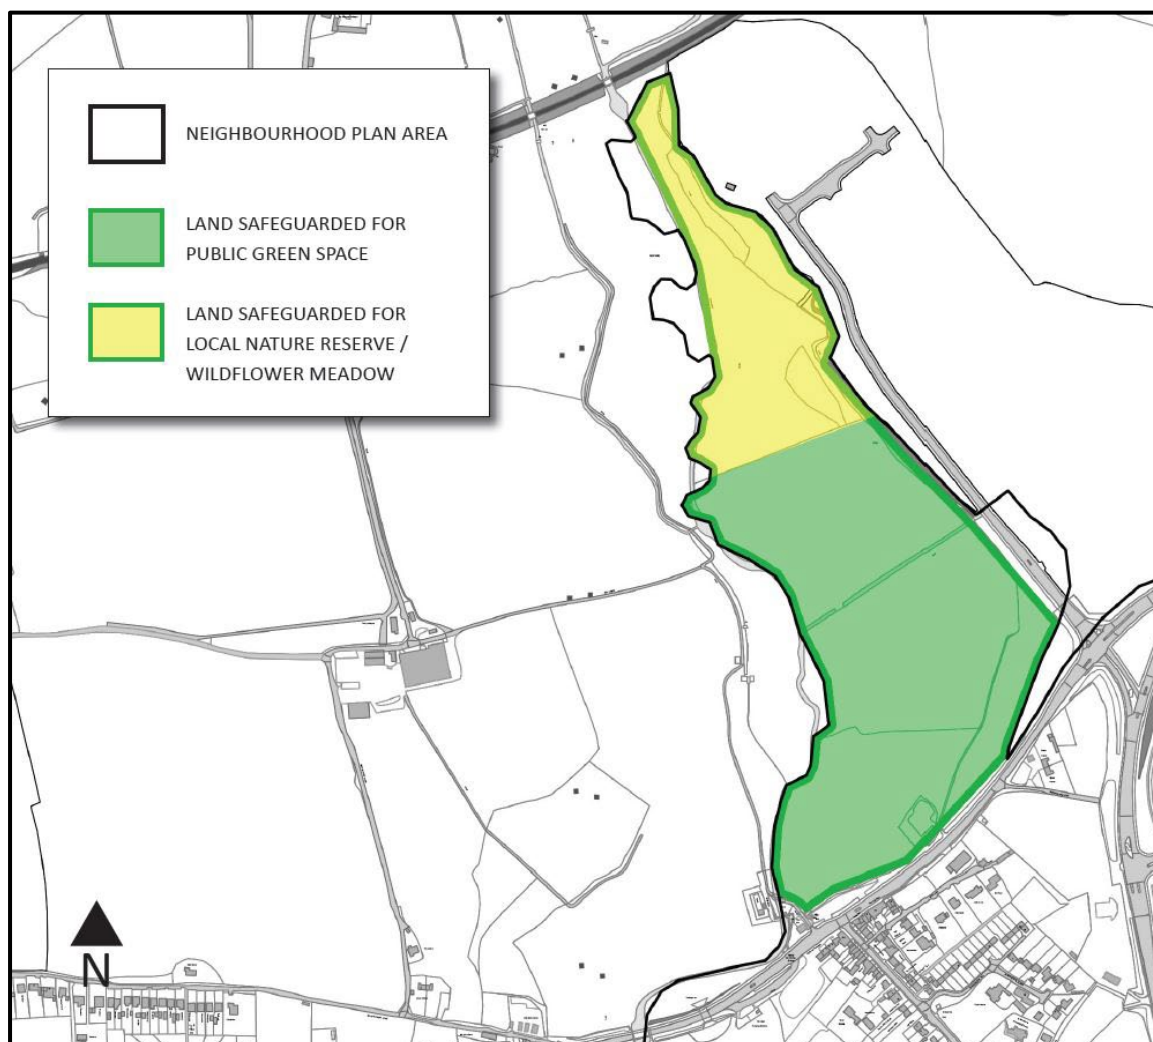 NEIGHBOURHOOD PLAN AREA
LAND SAFEGUARDED FOR
PUBLIC GREEN SPACE
LAND SAFEGUARDED FOR
LOCAL NATURE RESERVE /
WILDFLOWER MEADOW
N